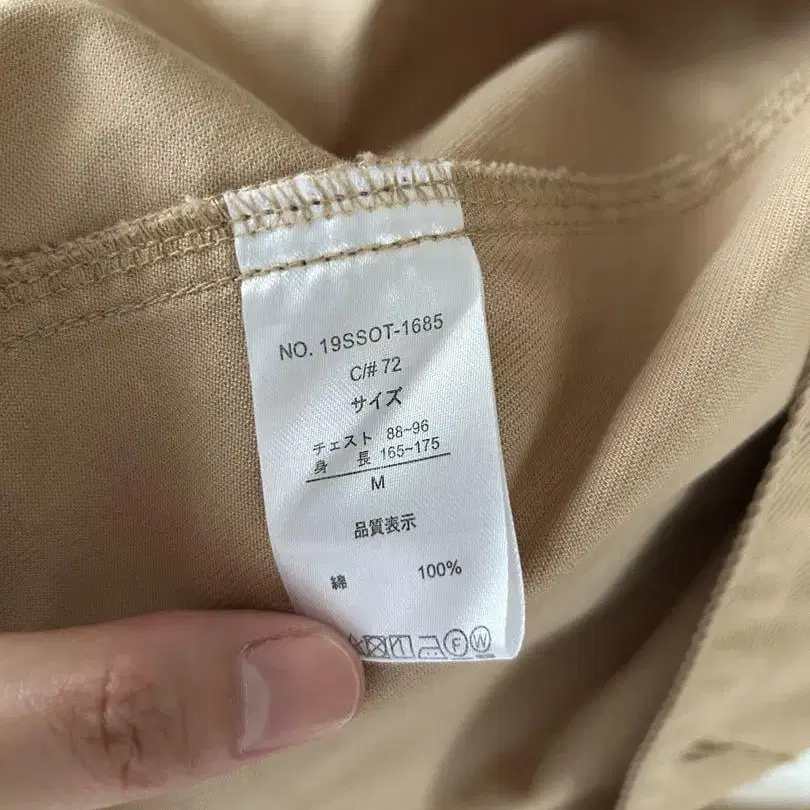 NO. 19SSOT-1685
C/# 72
サイズ
チェスト 88~96
身 長 165~175
M
品質表示
綿 100%
F W